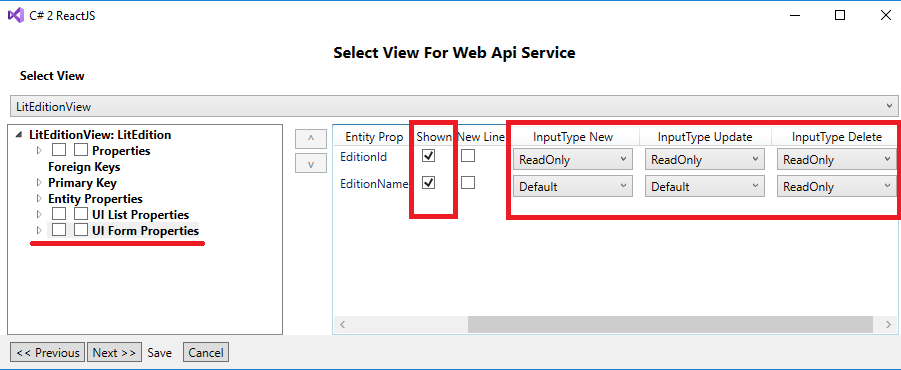 C# 2 ReactJS
Select View For Web Api Service
Select View
LitEditionView
LitEditionView: LitEdition
Properties
Foreign Keys
Primary Key
Entity Properties
UI List Properties
UI Form Properties
Entity Prop Shown New Line InputType New InputType Update InputType Delete
EditionId ReadOnly ReadOnly ReadOnly
EditionName Default Default ReadOnly
<< Previous Next >> Save Cancel